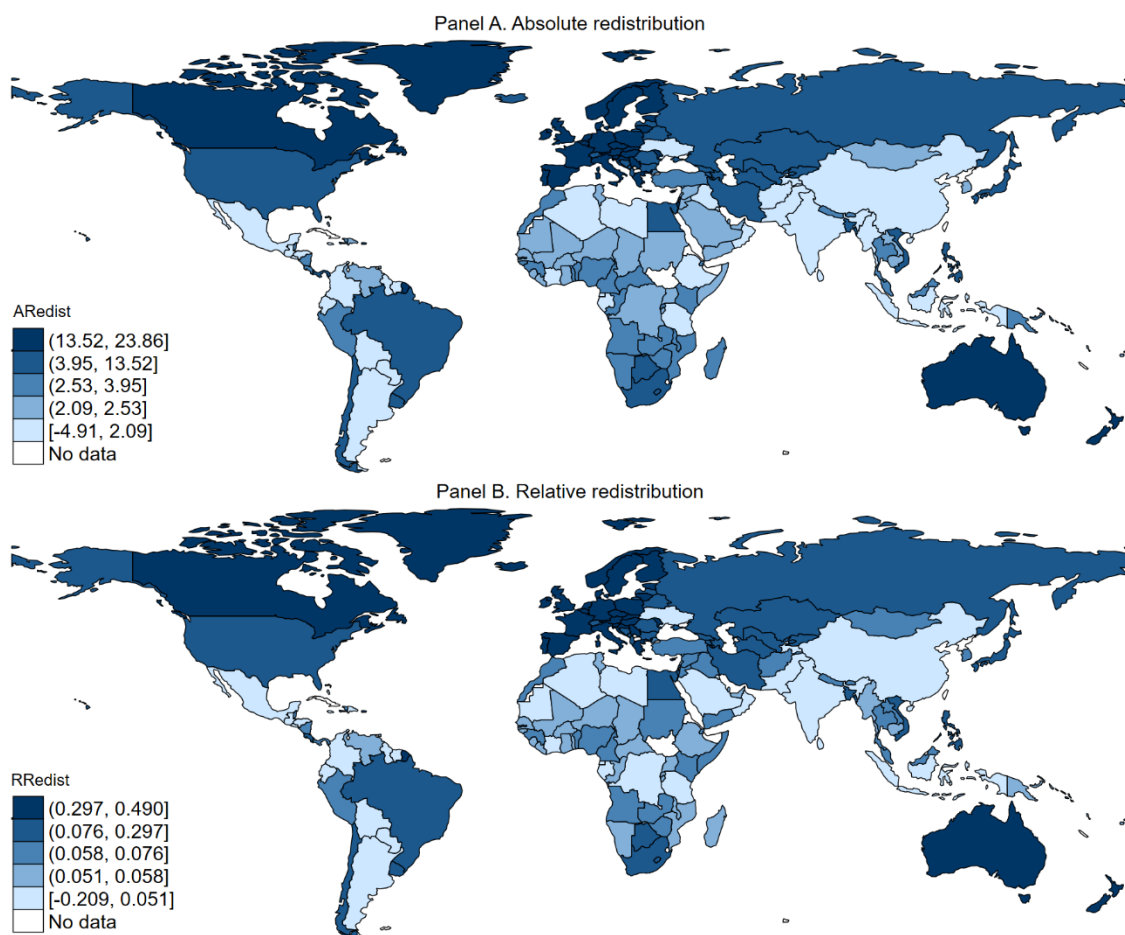 Panel A. Absolute redistribution
ARedist
(13.52, 23.86]
(3.95, 13.52]
(2.53, 3.95]
(2.09, 2.53]
[-4.91, 2.09]
No data
Panel B. Relative redistribution
RRedist
(0.297, 0.490]
(0.076, 0.297]
(0.058, 0.076]
(0.051, 0.058]
[-0.209, 0.051]
No data